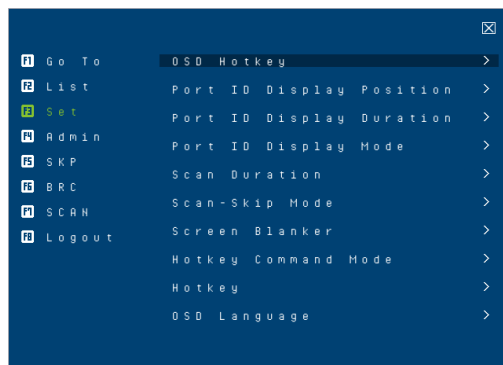 F1 Go To
F2 List
F3 Set
F4 Admin
F5 SKP
F6 BRC
F7 SCAN
F8 Logout
OSD Hotkey
Port ID Display Position
Port ID Display Duration
Port ID Display Mode
Scan Duration
Scan-Skip Mode
Screen Blanker
Hotkey Command Mode
Hotkey
OSD Language